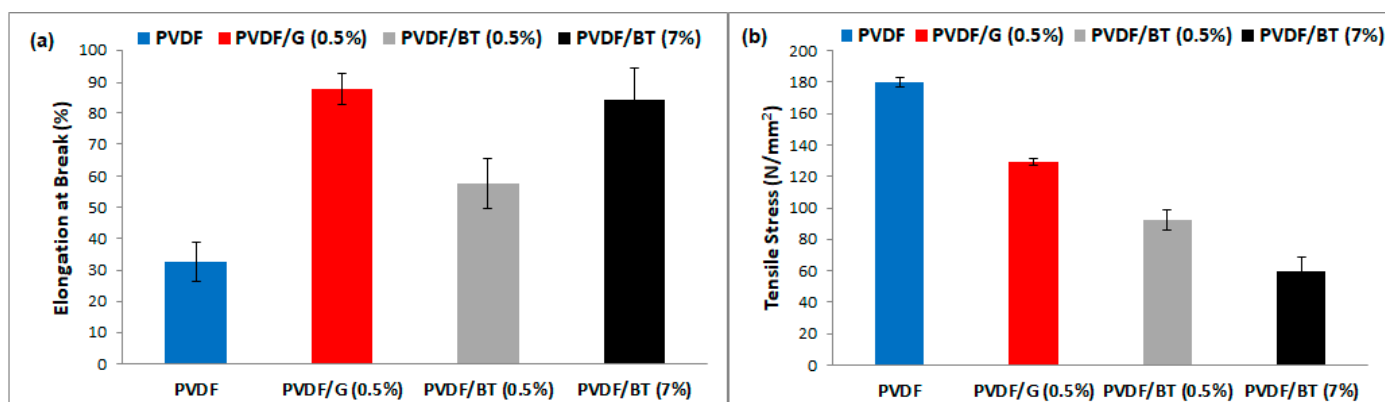 (a)
PVDF PVDF/G (0.5%) PVDF/BT (0.5%) PVDF/BT (7%)
Elongation at Break (%)
100
90
80
70
60
50
40
30
20
10
0
PVDF PVDF/G (0.5%) PVDF/BT (0.5%) PVDF/BT (7%)
(b)
PVDF PVDF/G (0.5%) PVDF/BT (0.5%) PVDF/BT (7%)
Tensile Stress (N/mm²)
200
180
160
140
120
100
80
60
40
20
0
PVDF PVDF/G (0.5%) PVDF/BT (0.5%) PVDF/BT (7%)